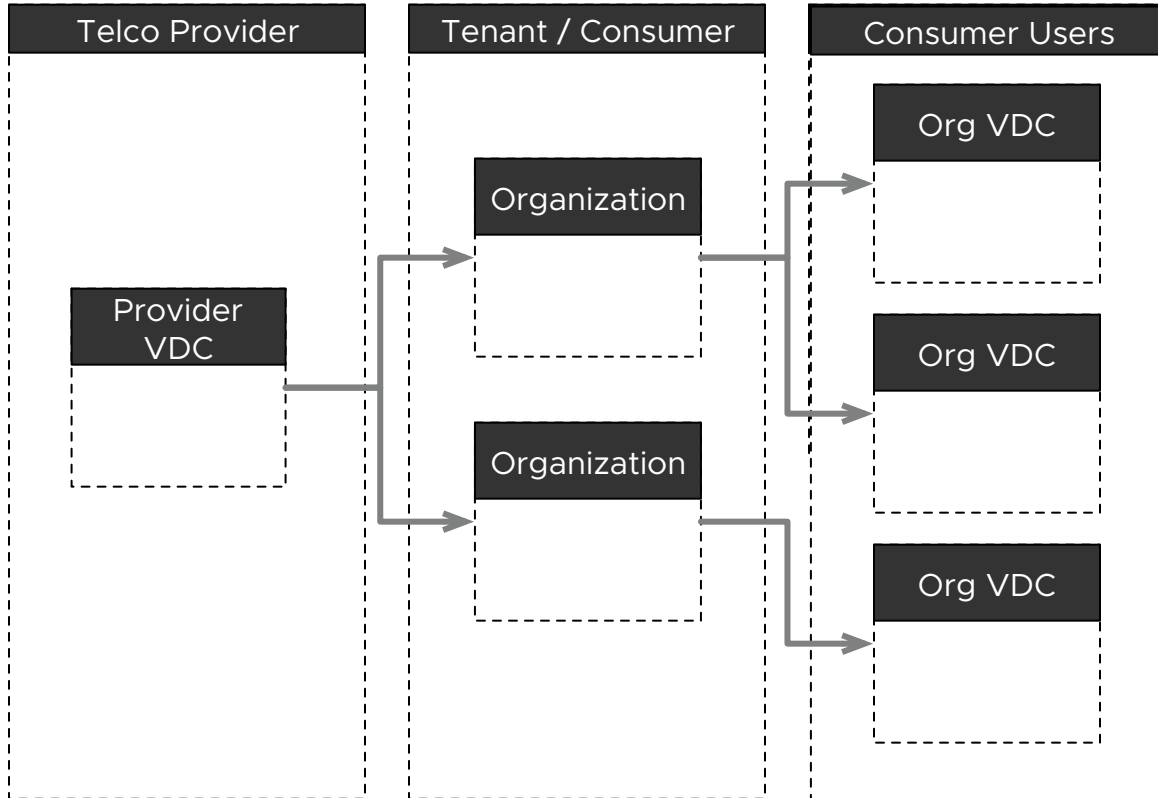 Telco Provider
Tenant / Consumer
Consumer Users
Provider
VDC
Organization
Organization
Org VDC
Org VDC
Org VDC